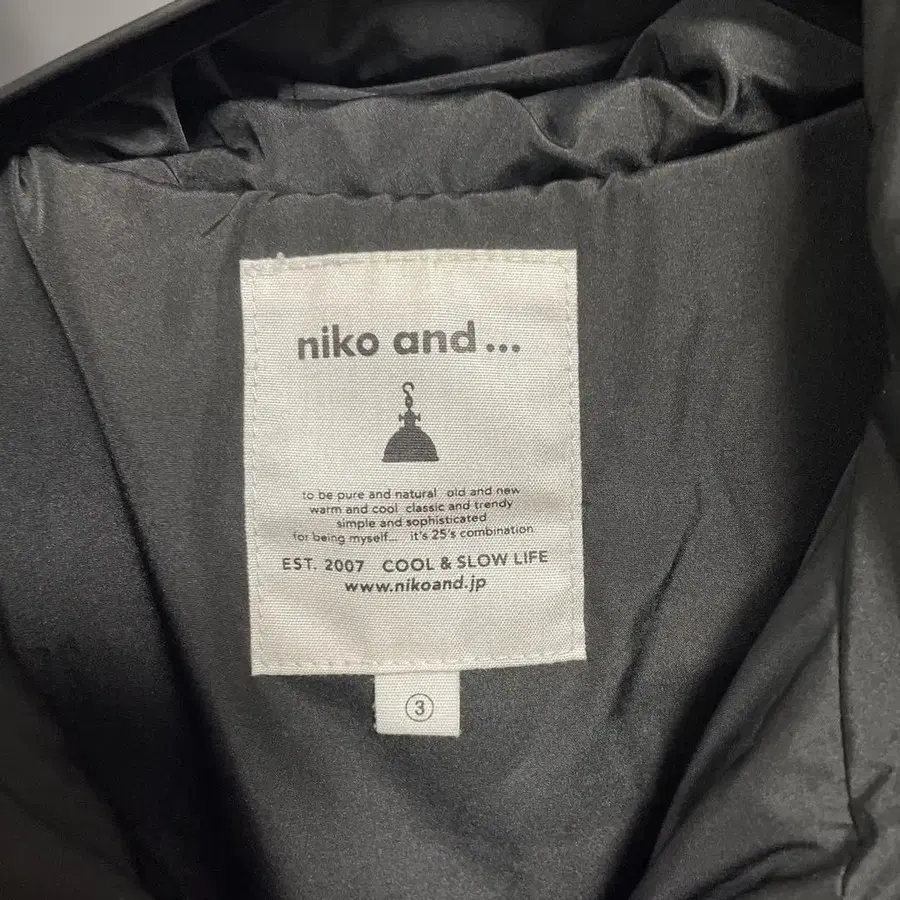 niko and...
to be pure and natural old and new
warm and cool classic and trendy
simple and sophisticated
for being myself... it's 25's combination
EST. 2007 COOL & SLOW LIFE
www.nikoand.jp
3